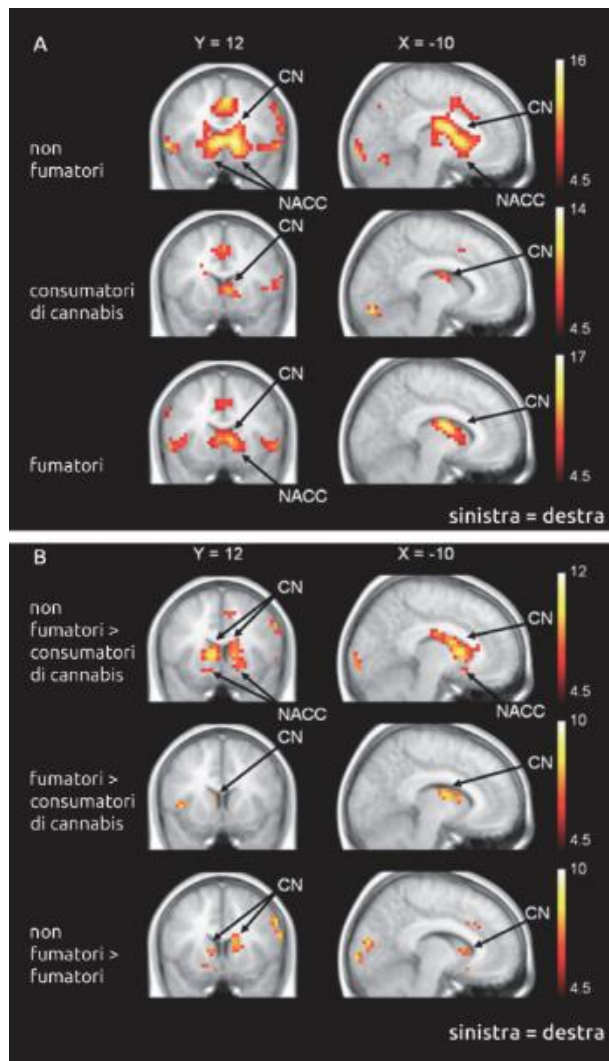 A
Y = 12
X = -10
CN
16
CN
non
fumatori
NACC
NACC
4.5
14
CN
CN
consumatori
di cannabis
4.5
17
CN
CN
fumatori
NACC
4.5
sinistra = destra
B
Y = 12
X = -10
CN
12
non
fumatori >
consumatori
di cannabis
CN
NACC
NACC
4.5
10
CN
fumatori >
consumatori
di cannabis
CN
4.5
10
CN
CN
non
fumatori >
fumatori
4.5
sinistra = destra